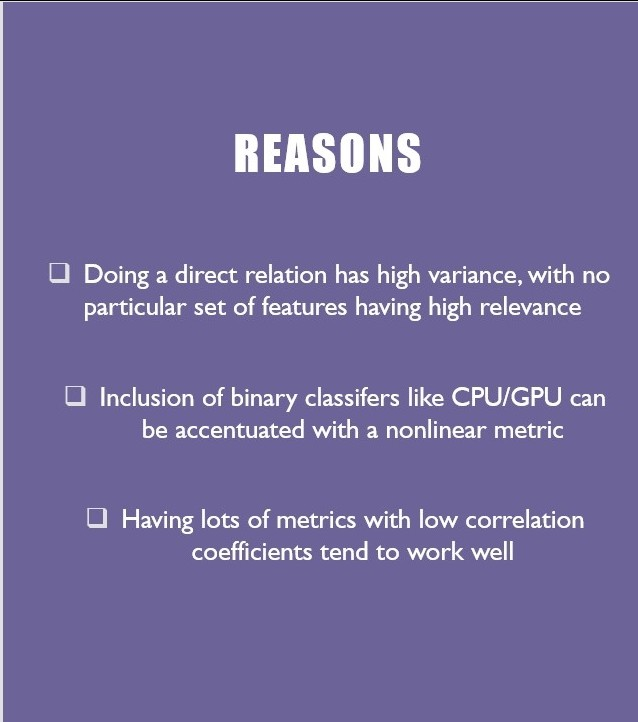 REASONS
❑ Doing a direct relation has high variance, with no
particular set of features having high relevance
❑ Inclusion of binary classifers like CPU/GPU can
be accentuated with a nonlinear metric
❑ Having lots of metrics with low correlation
coefficients tend to work well